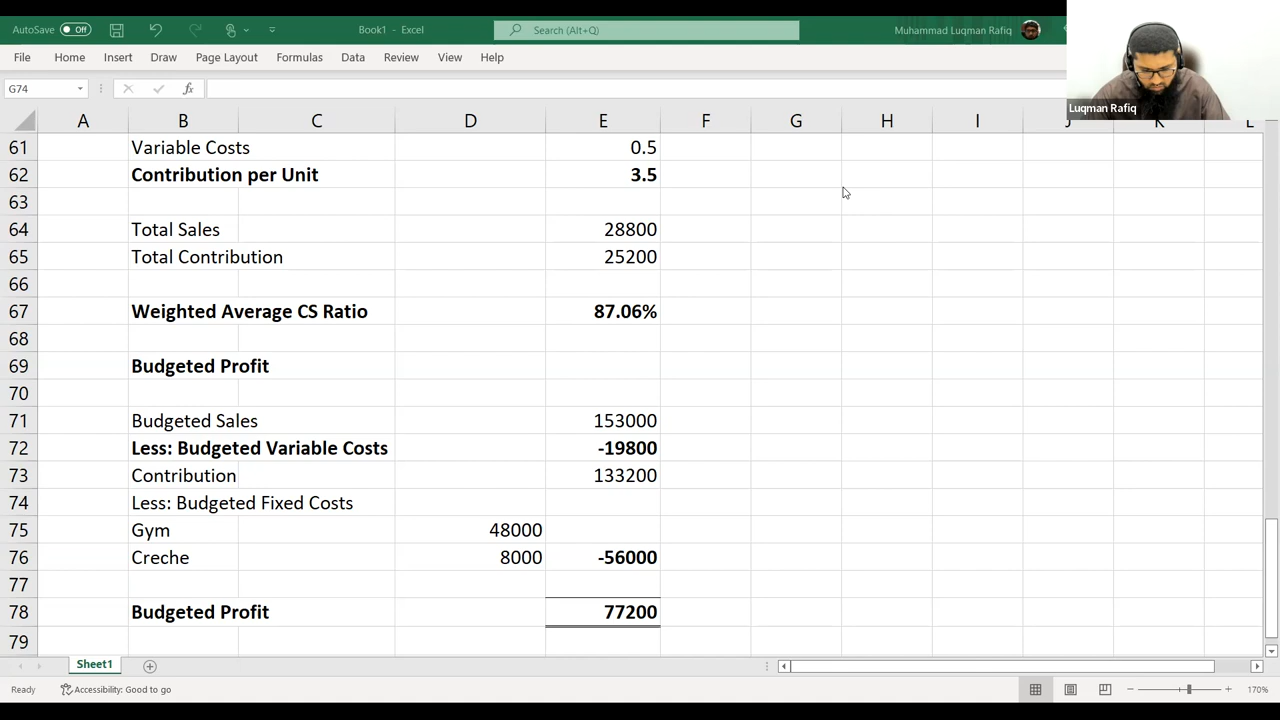 AutoSave Off Book1 - Excel Search (Alt+Q) Muhammad Luqman Rafiq
File Home Insert Draw Page Layout Formulas Data Review View Help
Luqman Rafiq
G74 fx
A B C D E F G H I J K L
61 Variable Costs 0.5
62 Contribution per Unit 3.5
63
64 Total Sales 28800
65 Total Contribution 25200
66
67 Weighted Average CS Ratio 87.06%
68
69 Budgeted Profit
70
71 Budgeted Sales 153000
72 Less: Budgeted Variable Costs -19800
73 Contribution 133200
74 Less: Budgeted Fixed Costs
75 Gym 48000
76 Creche 8000 -56000
77
78 Budgeted Profit 77200
79
Sheet1
Ready Accessibility: Good to go 170%